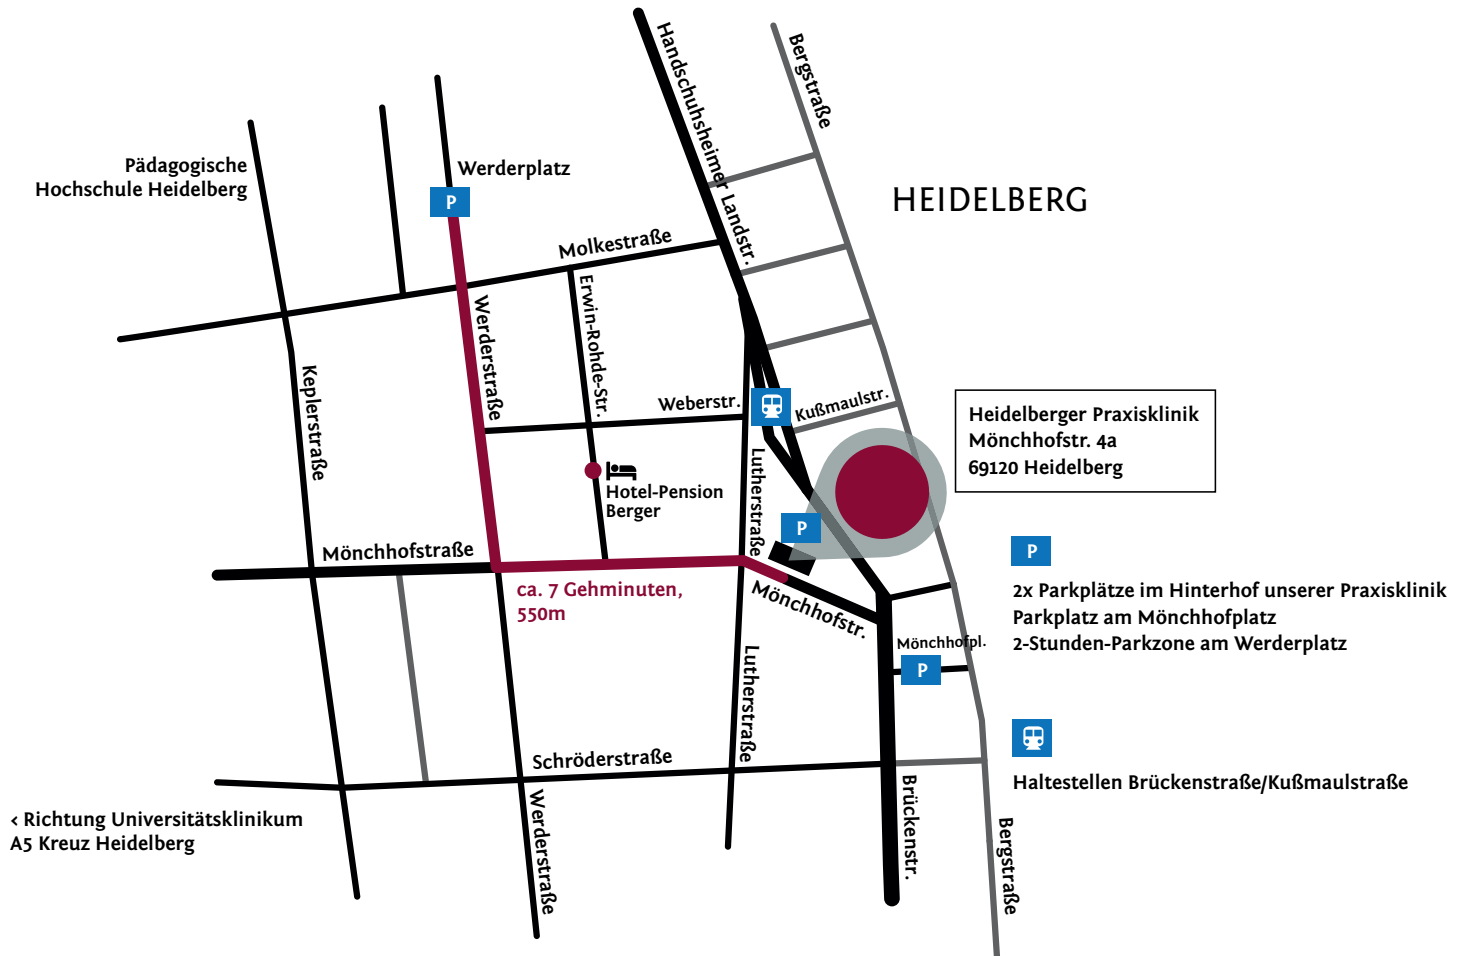 Handschuhsheimer Landstr.
Bergstraße
Pädagogische
Hochschule Heidelberg
Werderplatz
P
HEIDELBERG
Molkestraße
Werderstraße
Erwin-Rohde-Str.
Keplerstraße
Weberstr.
Kußmaulstr.
Heidelberger Praxisklinik
Mönchhofstr. 4a
69120 Heidelberg
Lutherstraße
Hotel-Pension
Berger
P
Mönchhofstraße
ca. 7 Gehminuten,
550m
Mönchhofstr.
P
2x Parkplätze im Hinterhof unserer Praxisklinik
Parkplatz am Mönchhofplatz
2-Stunden-Parkzone am Werderplatz
Mönchhofpl.
P
Lutherstraße
Schröderstraße
Haltestellen Brückenstraße/Kußmaulstraße
< Richtung Universitätsklinikum
A5 Kreuz Heidelberg
Werderstraße
Brückenstr.
Bergstraße